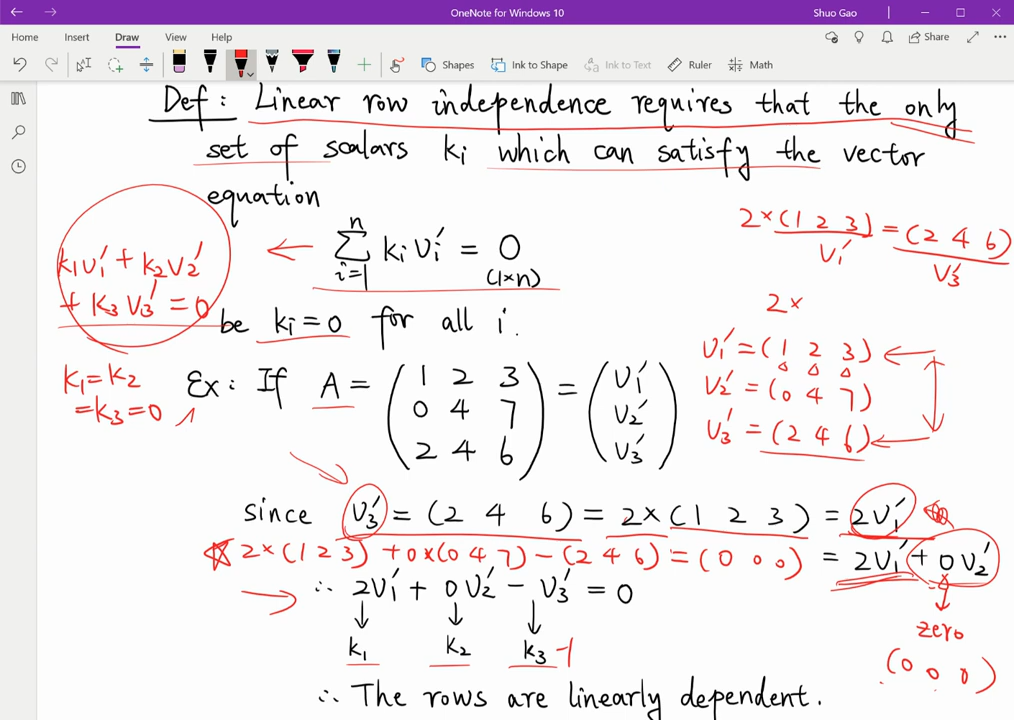 OneNote for Windows 10
Shuo Gao
Home Insert Draw View Help
Share
Shapes Ink to Shape Ink to Text Ruler Math
Def: Linear row independence requires that the only
set of scalars ki which can satisfy the vector
equation
n
∑ ki vi' = 0
i=1 (1×n)
k1v1' + k2v2'
+ k3v3' = 0
be ki = 0 for all i.
k1 = k2
= k3 = 0
2×(1 2 3) = (2 4 6)
v1' v3'
2×
v1' = (1 2 3)
v2' = (0 4 7)
v3' = (2 4 6)
Ex: If A = (1 2 3) = (v1')
(0 4 7) (v2')
(2 4 6) (v3')
since v3' = (2 4 6) = 2×(1 2 3) = 2v1'
2×(1 2 3) + 0×(0 4 7) − (2 4 6) = (0 0 0) = 2v1' + 0v2'
∴ 2v1' + 0v2' − v3' = 0
k1 k2 k3 -1
zero
(0 0 0)
∴ The rows are linearly dependent.